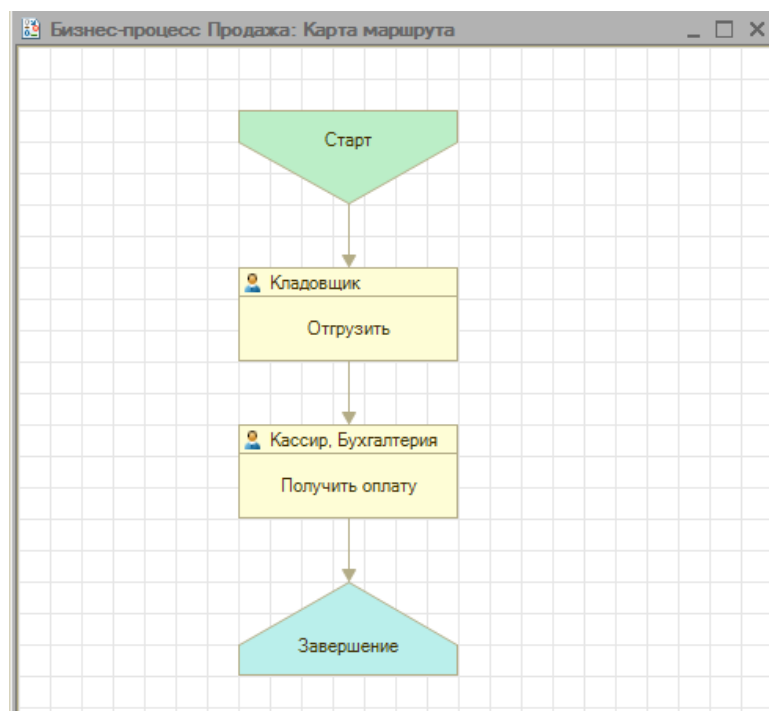 Бизнес-процесс Продажа: Карта маршрута
Старт
Кладовщик
Отгрузить
Кассир, Бухгалтерия
Получить оплату
Завершение